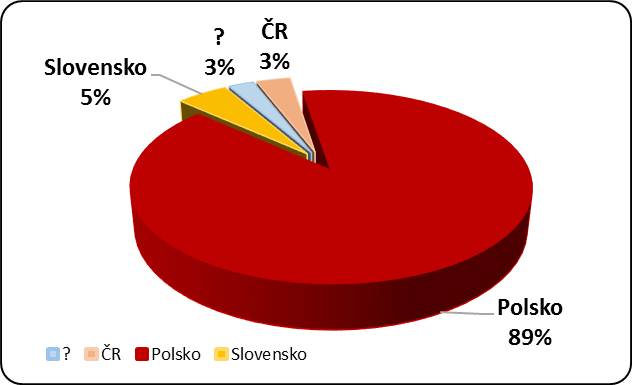 ?
3%
ČR
3%
Slovensko
5%
Polsko
89%
? ČR Polsko Slovensko